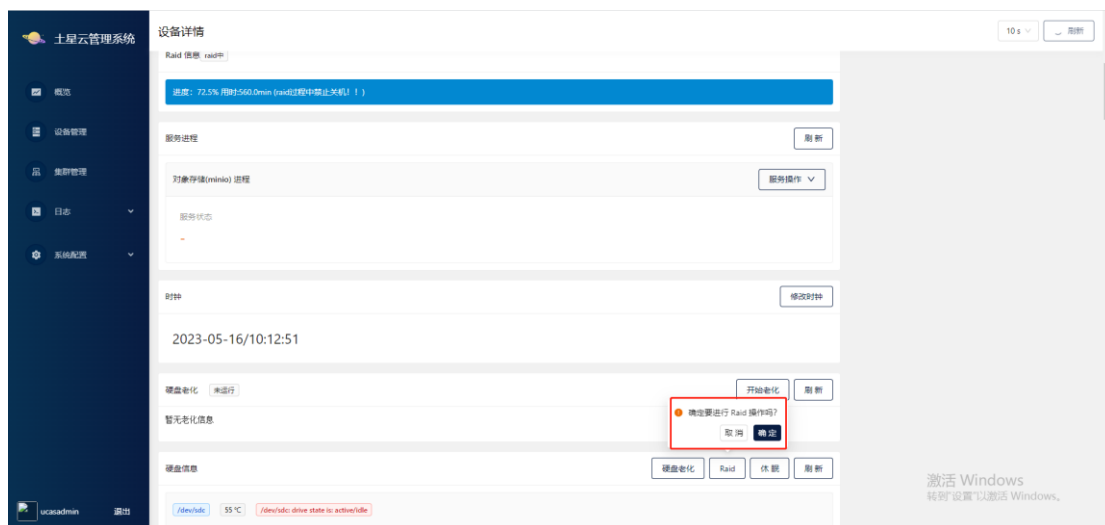 土星云管理系统
设备详情
10 s
刷新
Raid 信息 raid中
概览
进度：72.5% 用时:560.0min (raid过程中禁止关机！！)
设备管理
服务进程
刷 新
集群管理
对象存储(minio) 进程
服务操作
日志
服务状态
-
系统配置
时钟
修改时钟
2023-05-16/10:12:51
硬盘老化 未运行
开始老化
刷 新
确定要进行 Raid 操作吗?
暂无老化信息
取 消
确 定
硬盘信息
硬盘老化
Raid
休 眠
刷 新
激活 Windows
转到"设置"以激活 Windows。
ucasadmin
退出
/dev/sdc
55 ℃
/dev/sdc: drive state is: active/idle